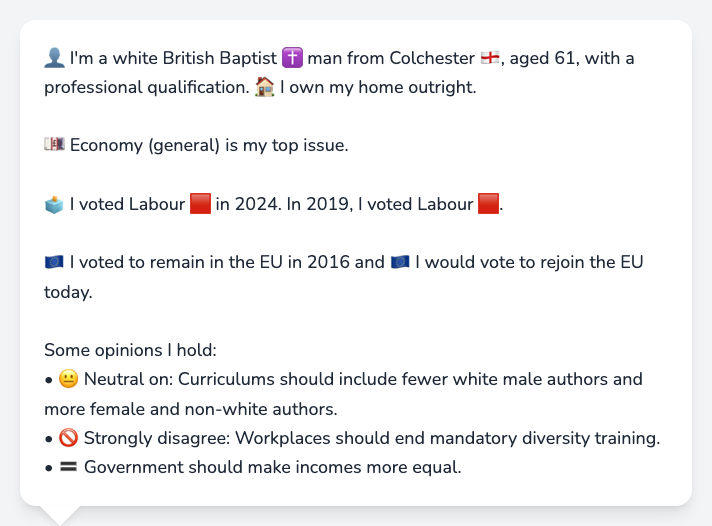 👤 I'm a white British Baptist ✝️ man from Colchester 🏴󠁧󠁢󠁥󠁮󠁧󠁿, aged 61, with a
professional qualification. 🏠 I own my home outright.
💷 Economy (general) is my top issue.
🗳️ I voted Labour 🟥 in 2024. In 2019, I voted Labour 🟥.
🇪🇺 I voted to remain in the EU in 2016 and 🇪🇺 I would vote to rejoin the EU
today.
Some opinions I hold:
• 😐 Neutral on: Curriculums should include fewer white male authors and
more female and non-white authors.
• 🚫 Strongly disagree: Workplaces should end mandatory diversity training.
• 🟰 Government should make incomes more equal.